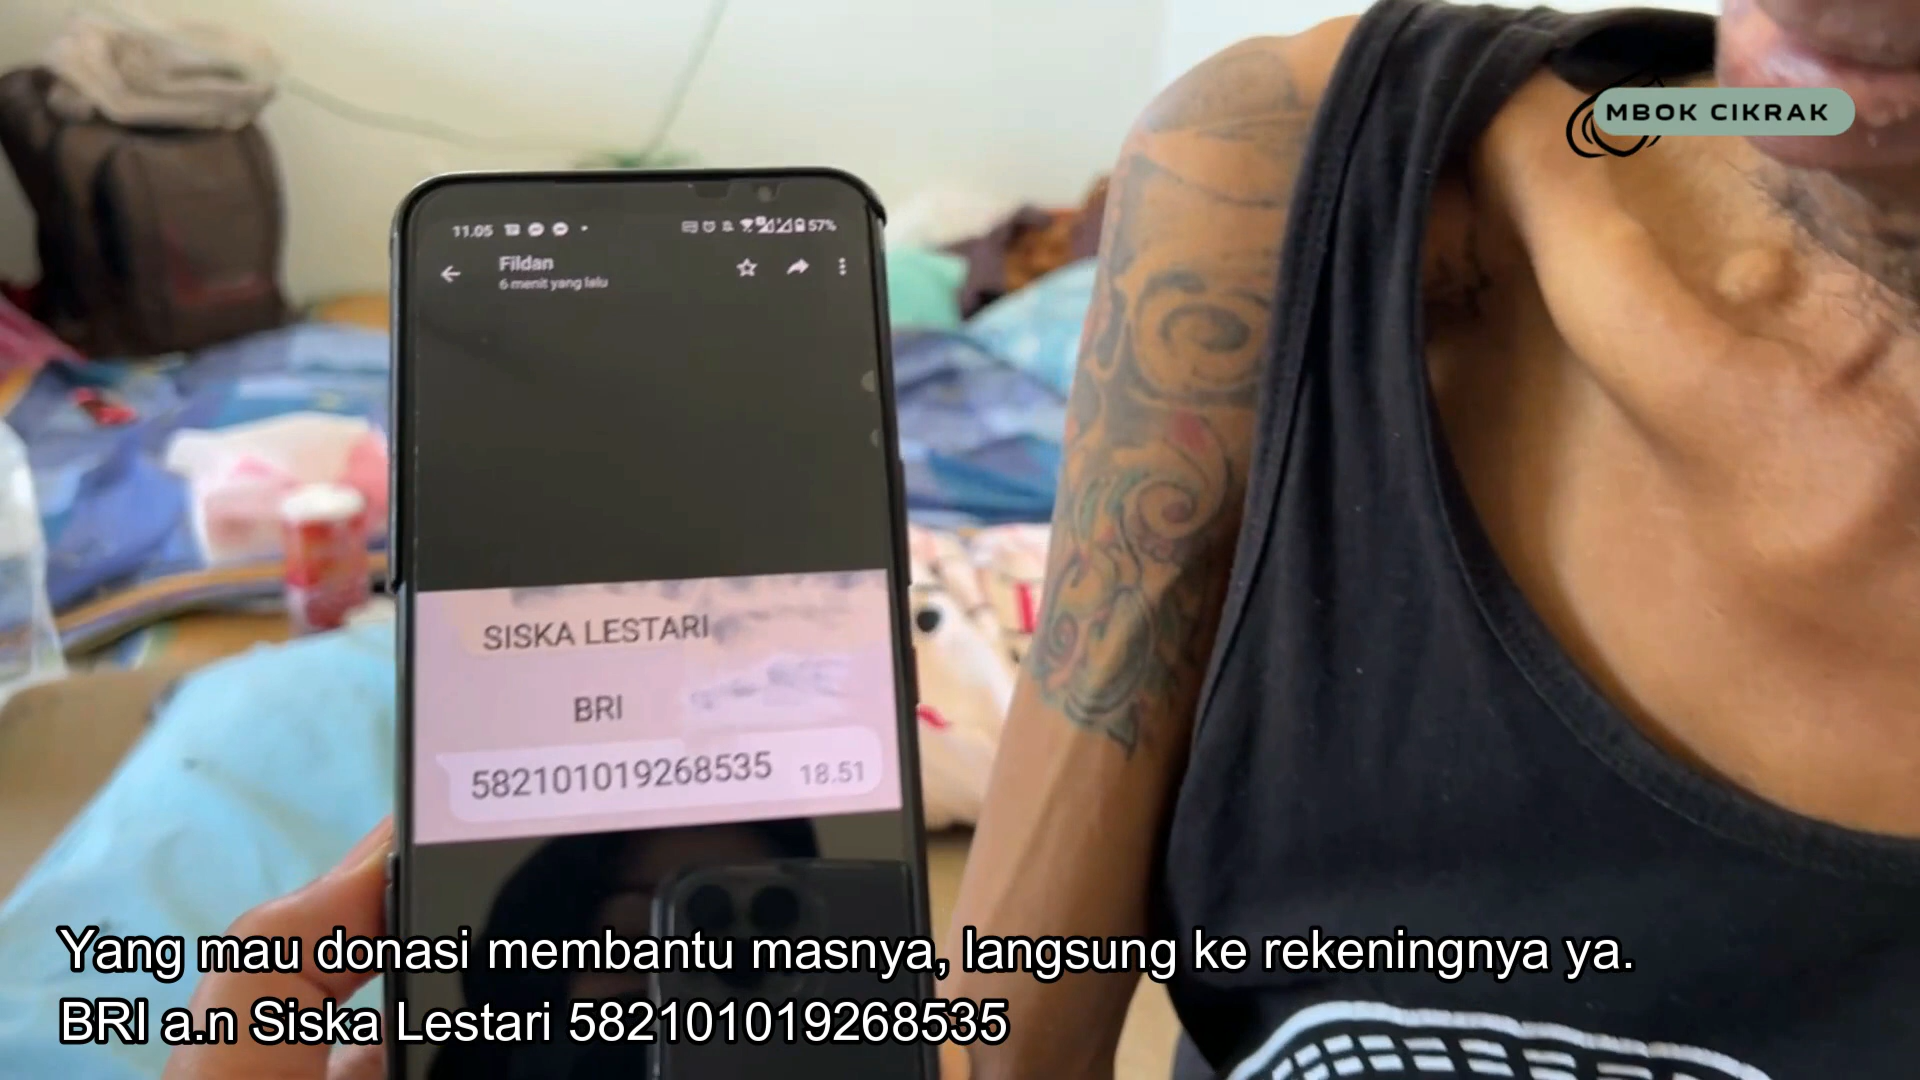 MBOK CIKRAK
11.05
57%
Fildan
6 menit yang lalu
SISKA LESTARI
BRI
582101019268535 18.51
Yang mau donasi membantu masnya, langsung ke rekeningnya ya.
BRI a.n Siska Lestari 582101019268535